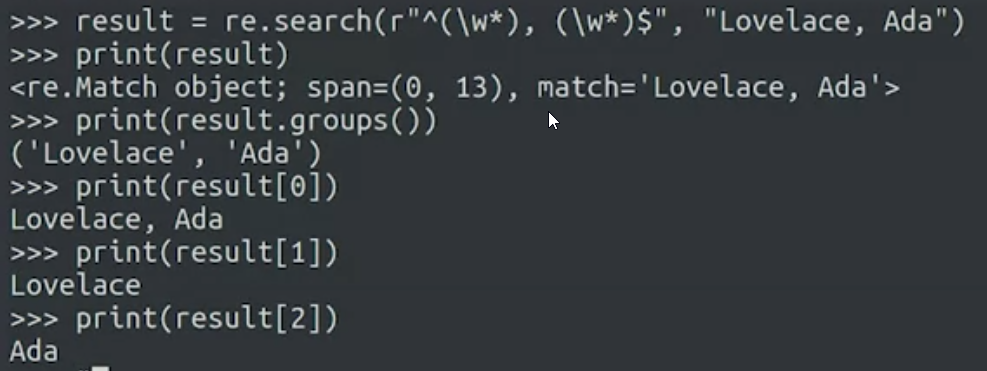 >>> result = re.search(r"^(\w*), (\w*)$", "Lovelace, Ada")
>>> print(result)
<re.Match object; span=(0, 13), match='Lovelace, Ada'>
>>> print(result.groups())
('Lovelace', 'Ada')
>>> print(result[0])
Lovelace, Ada
>>> print(result[1])
Lovelace
>>> print(result[2])
Ada